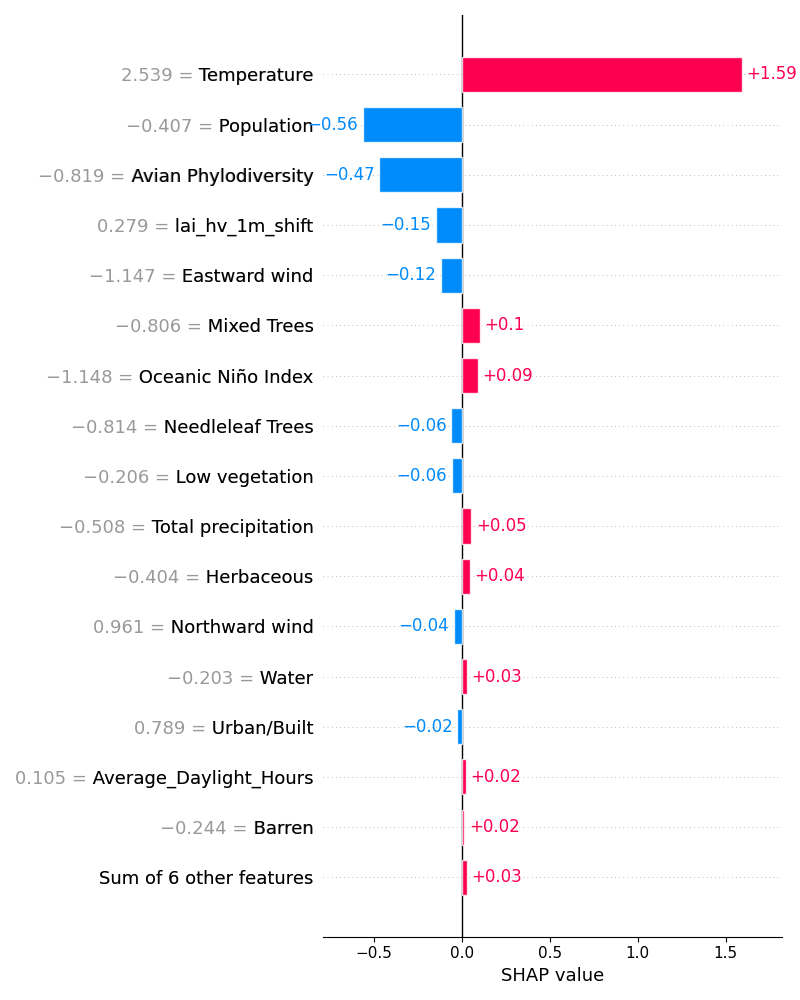 2.539 = Temperature +1.59
−0.407 = Population −0.56
−0.819 = Avian Phylodiversity −0.47
0.279 = lai_hv_1m_shift −0.15
−1.147 = Eastward wind −0.12
−0.806 = Mixed Trees +0.1
−1.148 = Oceanic Niño Index +0.09
−0.814 = Needleleaf Trees −0.06
−0.206 = Low vegetation −0.06
−0.508 = Total precipitation +0.05
−0.404 = Herbaceous +0.04
0.961 = Northward wind −0.04
−0.203 = Water +0.03
0.789 = Urban/Built −0.02
0.105 = Average_Daylight_Hours +0.02
−0.244 = Barren +0.02
Sum of 6 other features +0.03
−0.5 0.0 0.5 1.0 1.5
SHAP value